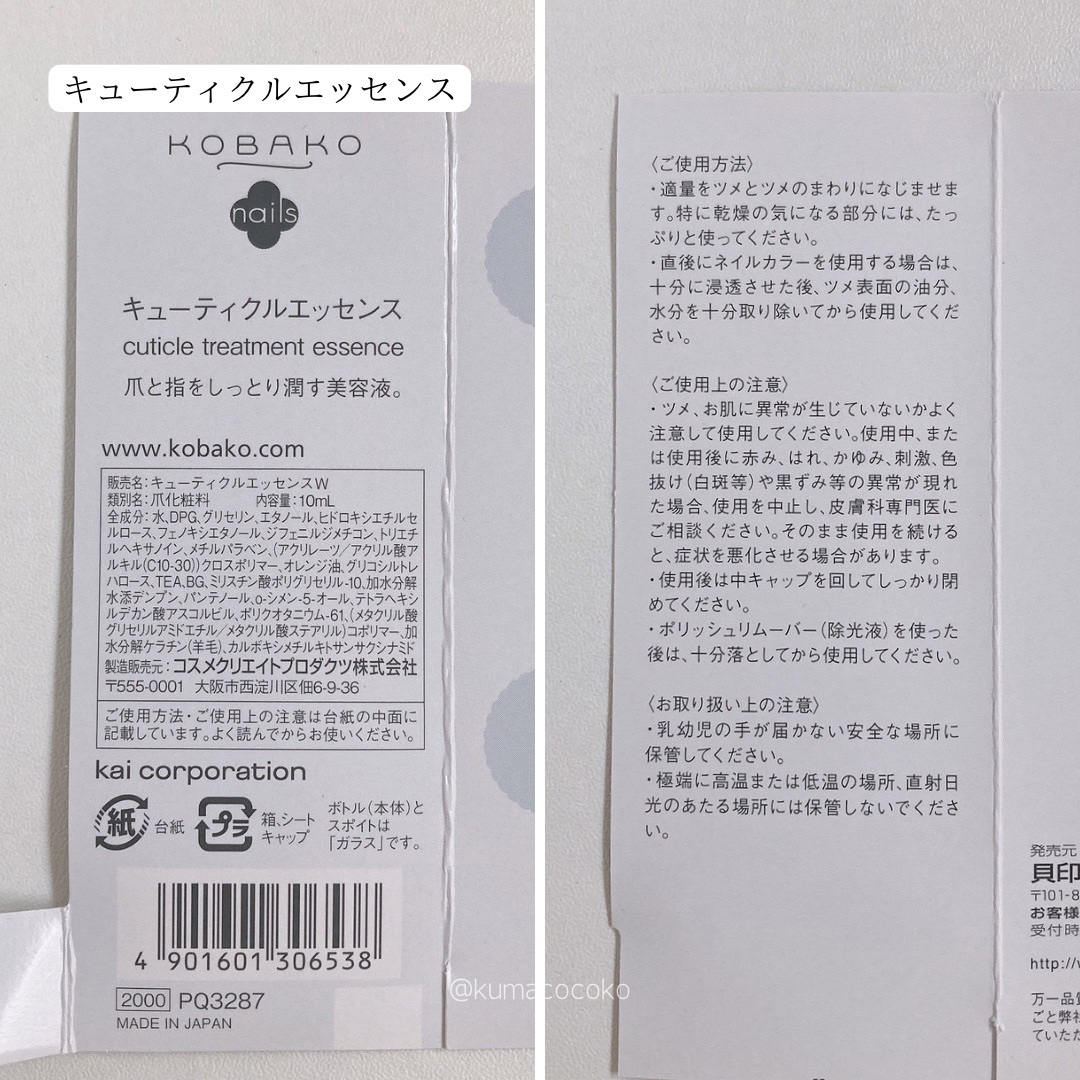 キューティクルエッセンス
KOBAKO
nails
キューティクルエッセンス
cuticle treatment essence
爪と指をしっとり潤す美容液。
www.kobako.com
販売名：キューティクルエッセンスW
類別名：爪化粧料　内容量：10mL
全成分：水、DPG、グリセリン、エタノール、ヒドロキシエチルセ
ルロース、フェノキシエタノール、ジフェニルジメチコン、トリエチ
ルヘキサノイン、メチルパラベン、（アクリレーツ／アクリル酸ア
ルキル（C10-30））クロスポリマー、オレンジ油、グリコシルトレ
ハロース、TEA、BG、ミリスチン酸ポリグリセリル-10、加水分解
水添デンプン、パンテノール、o-シメン-5-オール、テトラヘキシ
ルデカン酸アスコルビル、ポリクオタニウム-61、（メタクリル酸
グリセリルアミドエチル／メタクリル酸ステアリル）コポリマー、加
水分解ケラチン（羊毛）、カルボキシメチルキトサンサクシナミド
製造販売元：コスメクリエイトプロダクツ株式会社
〒555-0001 大阪市西淀川区佃6-9-36
ご使用方法・ご使用上の注意は台紙の中面に
記載しています。よく読んでからお使いください。
kai corporation
紙 台紙
プラ 箱、シート
キャップ
ボトル（本体）と
スポイトは
「ガラス」です。
4 901601 306538
2000 PQ3287
MADE IN JAPAN
〈ご使用方法〉
・適量をツメとツメのまわりになじませま
す。特に乾燥の気になる部分には、たっ
ぷりと使ってください。
・直後にネイルカラーを使用する場合は、
十分に浸透させた後、ツメ表面の油分、
水分を十分取り除いてから使用してくだ
さい。
〈ご使用上の注意〉
・ツメ、お肌に異常が生じていないかよく
注意して使用してください。使用中、また
は使用後に赤み、はれ、かゆみ、刺激、色
抜け（白斑等）や黒ずみ等の異常が現れ
た場合、使用を中止し、皮膚科専門医に
ご相談ください。そのまま使用を続ける
と、症状を悪化させる場合があります。
・使用後は中キャップを回してしっかり閉
めてください。
・ポリッシュリムーバー（除光液）を使った
後は、十分落としてから使用してください。
〈お取り扱い上の注意〉
・乳幼児の手が届かない安全な場所に
保管してください。
・極端に高温または低温の場所、直射日
光のあたる場所には保管しないでくださ
い。
発売元
貝印
〒101-8
お客様
受付時
http://w
万一品質
ごと弊社
ていただ
@kumacocoko